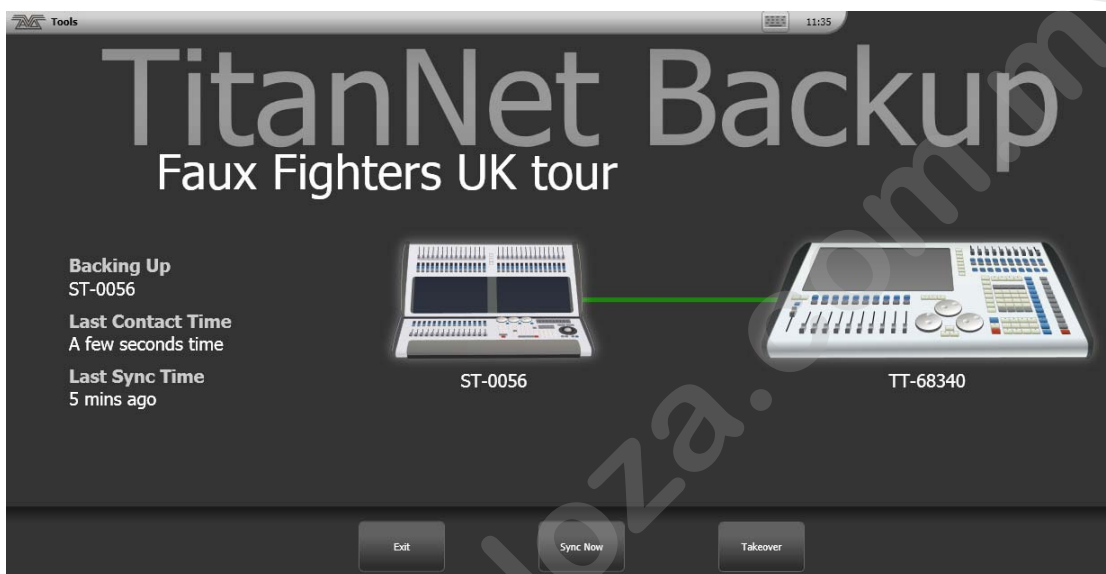 Tools
11:35
TitanNet Backup
Faux Fighters UK tour
Backing Up
ST-0056
Last Contact Time
A few seconds time
Last Sync Time
5 mins ago
ST-0056
TT-68340
Exit
Sync Now
Takeover